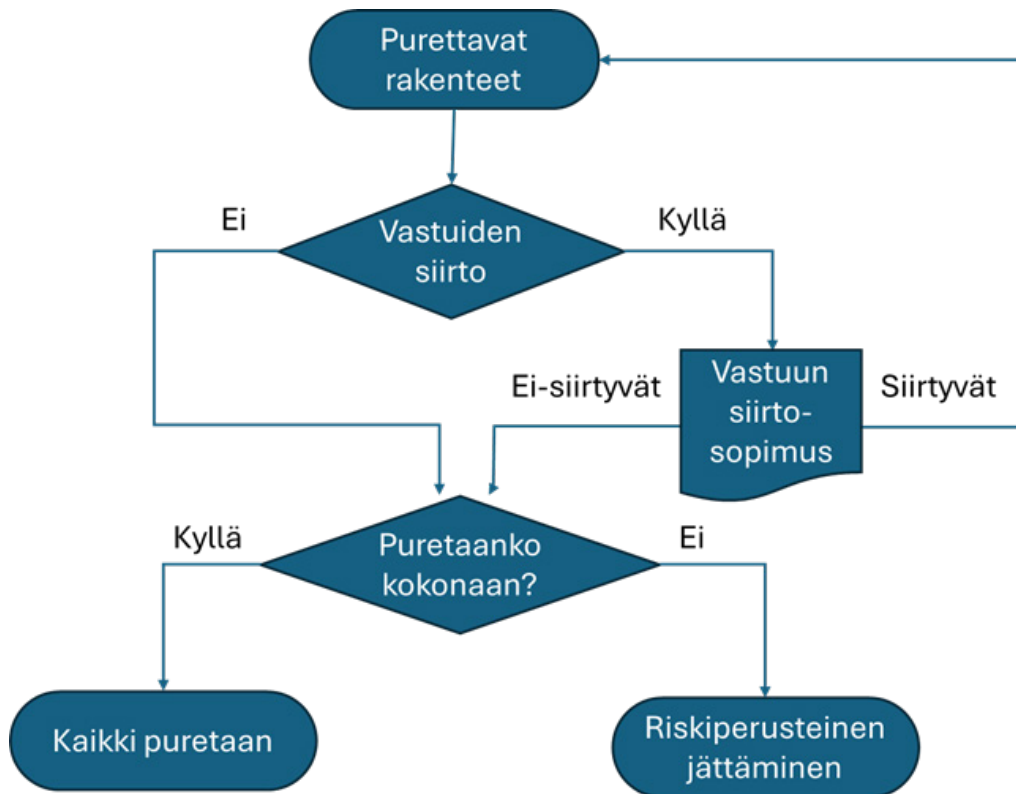 Purettavat
rakenteet
Ei
Kyllä
Vastuiden
siirto
Ei-siirtyvät
Vastuun
siirto-
sopimus
Siirtyvät
Kyllä
Puretaanko
kokonaan?
Ei
Kaikki puretaan
Riskiperusteinen
jättäminen